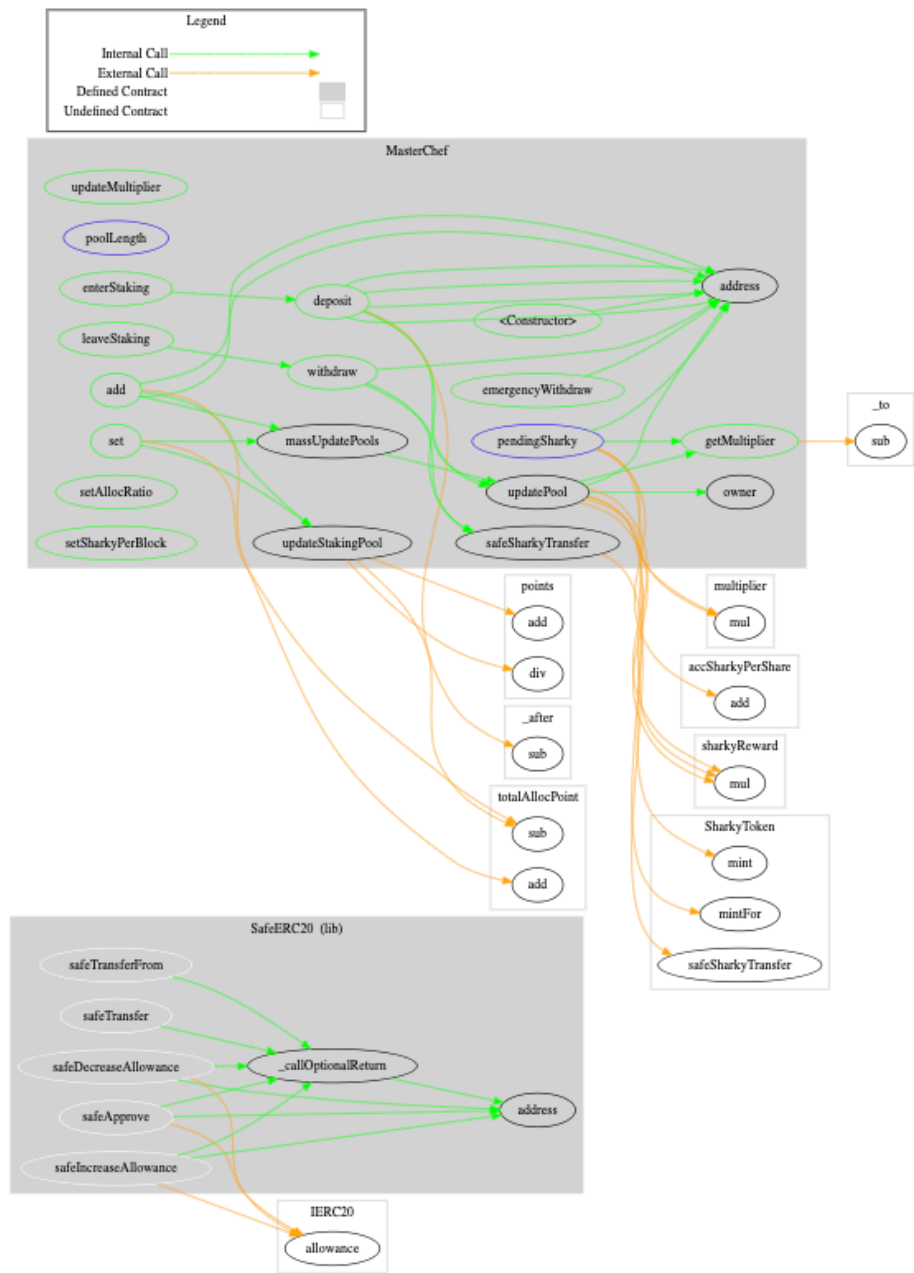 Legend
Internal Call
External Call
Defined Contract
Undefined Contract
MasterChef
updateMultiplier
poolLength
enterStaking
deposit
address
<Constructor>
leaveStaking
withdraw
emergencyWithdraw
add
_to
set
massUpdatePools
pendingSharky
getMultiplier
sub
setAllocRatio
updatePool
owner
setSharkyPerBlock
updateStakingPool
safeSharkyTransfer
points
multiplier
add
mul
accSharkyPerShare
div
add
_after
sharkyReward
sub
mul
totalAllocPoint
SharkyToken
sub
mint
add
mintFor
SafeERC20 (lib)
safeTransferFrom
safeSharkyTransfer
safeTransfer
safeDecreaseAllowance
_callOptionalReturn
safeApprove
address
safeIncreaseAllowance
IERC20
allowance